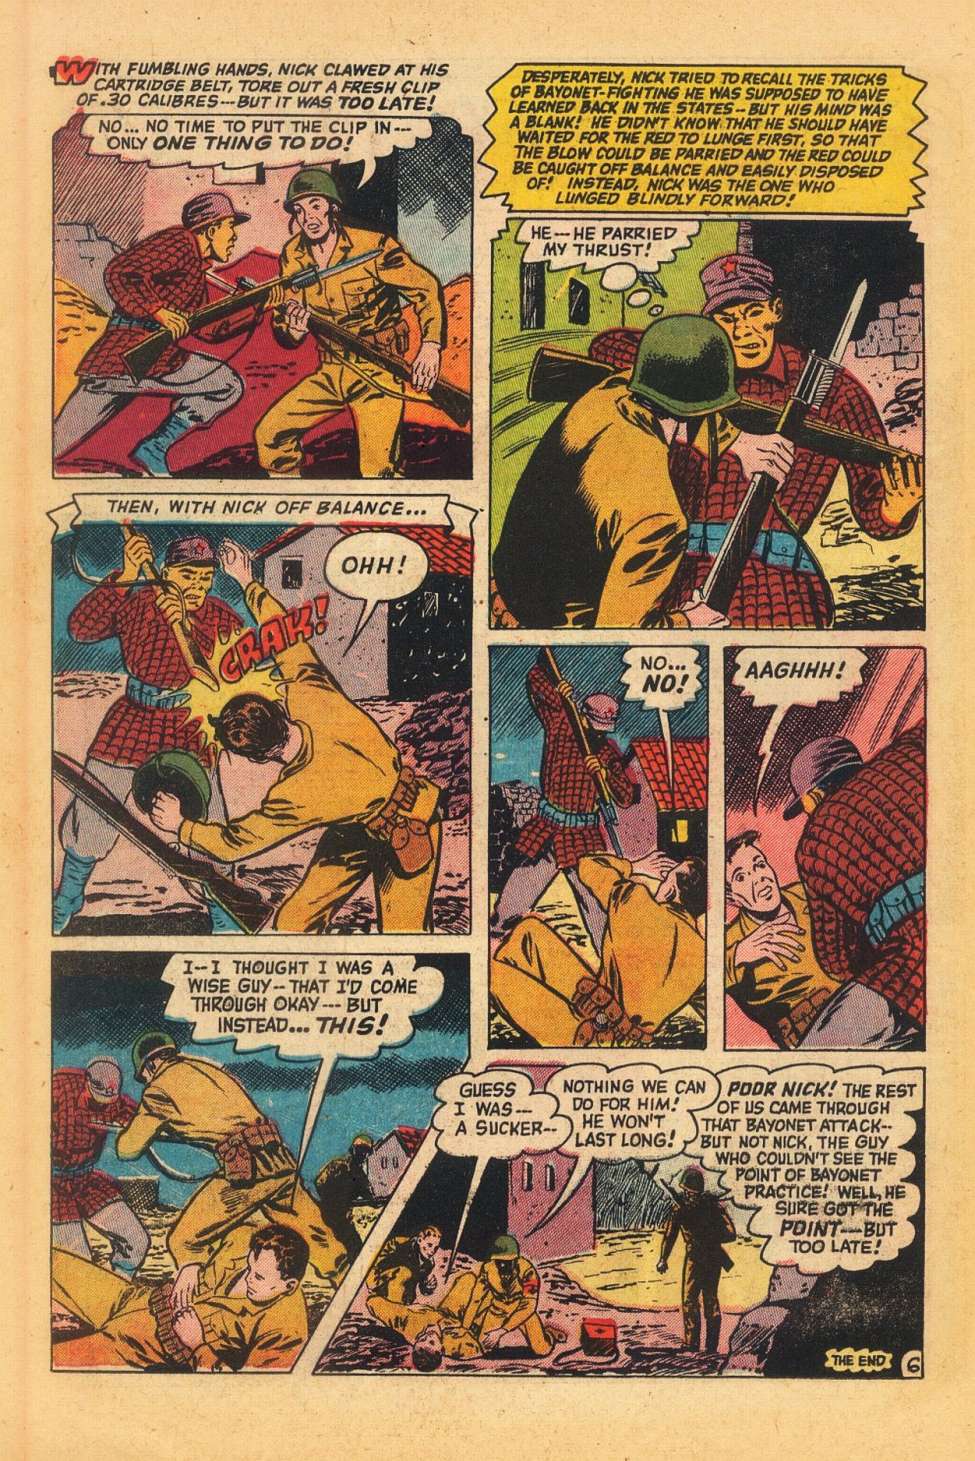 WITH FUMBLING HANDS, NICK CLAWED AT HIS
CARTRIDGE BELT, TORE OUT A FRESH CLIP
OF .30 CALIBRES--BUT IT WAS TOO LATE!
NO... NO TIME TO PUT THE CLIP IN---
ONLY ONE THING TO DO!
DESPERATELY, NICK TRIED TO RECALL THE TRICKS
OF BAYONET-FIGHTING HE WAS SUPPOSED TO HAVE
LEARNED BACK IN THE STATES--BUT HIS MIND WAS
A BLANK! HE DIDN'T KNOW THAT HE SHOULD HAVE
WAITED FOR THE RED TO LUNGE FIRST, SO THAT
THE BLOW COULD BE PARRIED AND THE RED COULD
BE CAUGHT OFF BALANCE AND EASILY DISPOSED
OF! INSTEAD, NICK WAS THE ONE WHO
LUNGED BLINDLY FORWARD!
HE--HE PARRIED
MY THRUST!
THEN, WITH NICK OFF BALANCE...
OHH!
CRAK!
NO...
NO!
AAGHHH!
I--I THOUGHT I WAS A
WISE GUY--THAT I'D COME
THROUGH OKAY--- BUT
INSTEAD... THIS!
GUESS
I WAS--
A SUCKER--
NOTHING WE CAN
DO FOR HIM!
HE WON'T
LAST LONG!
POOR NICK! THE REST
OF US CAME THROUGH
THAT BAYONET ATTACK--
BUT NOT NICK, THE GUY
WHO COULDN'T SEE THE
POINT OF BAYONET
PRACTICE! WELL, HE
SURE GOT THE
POINT---BUT
TOO LATE!
THE END
6